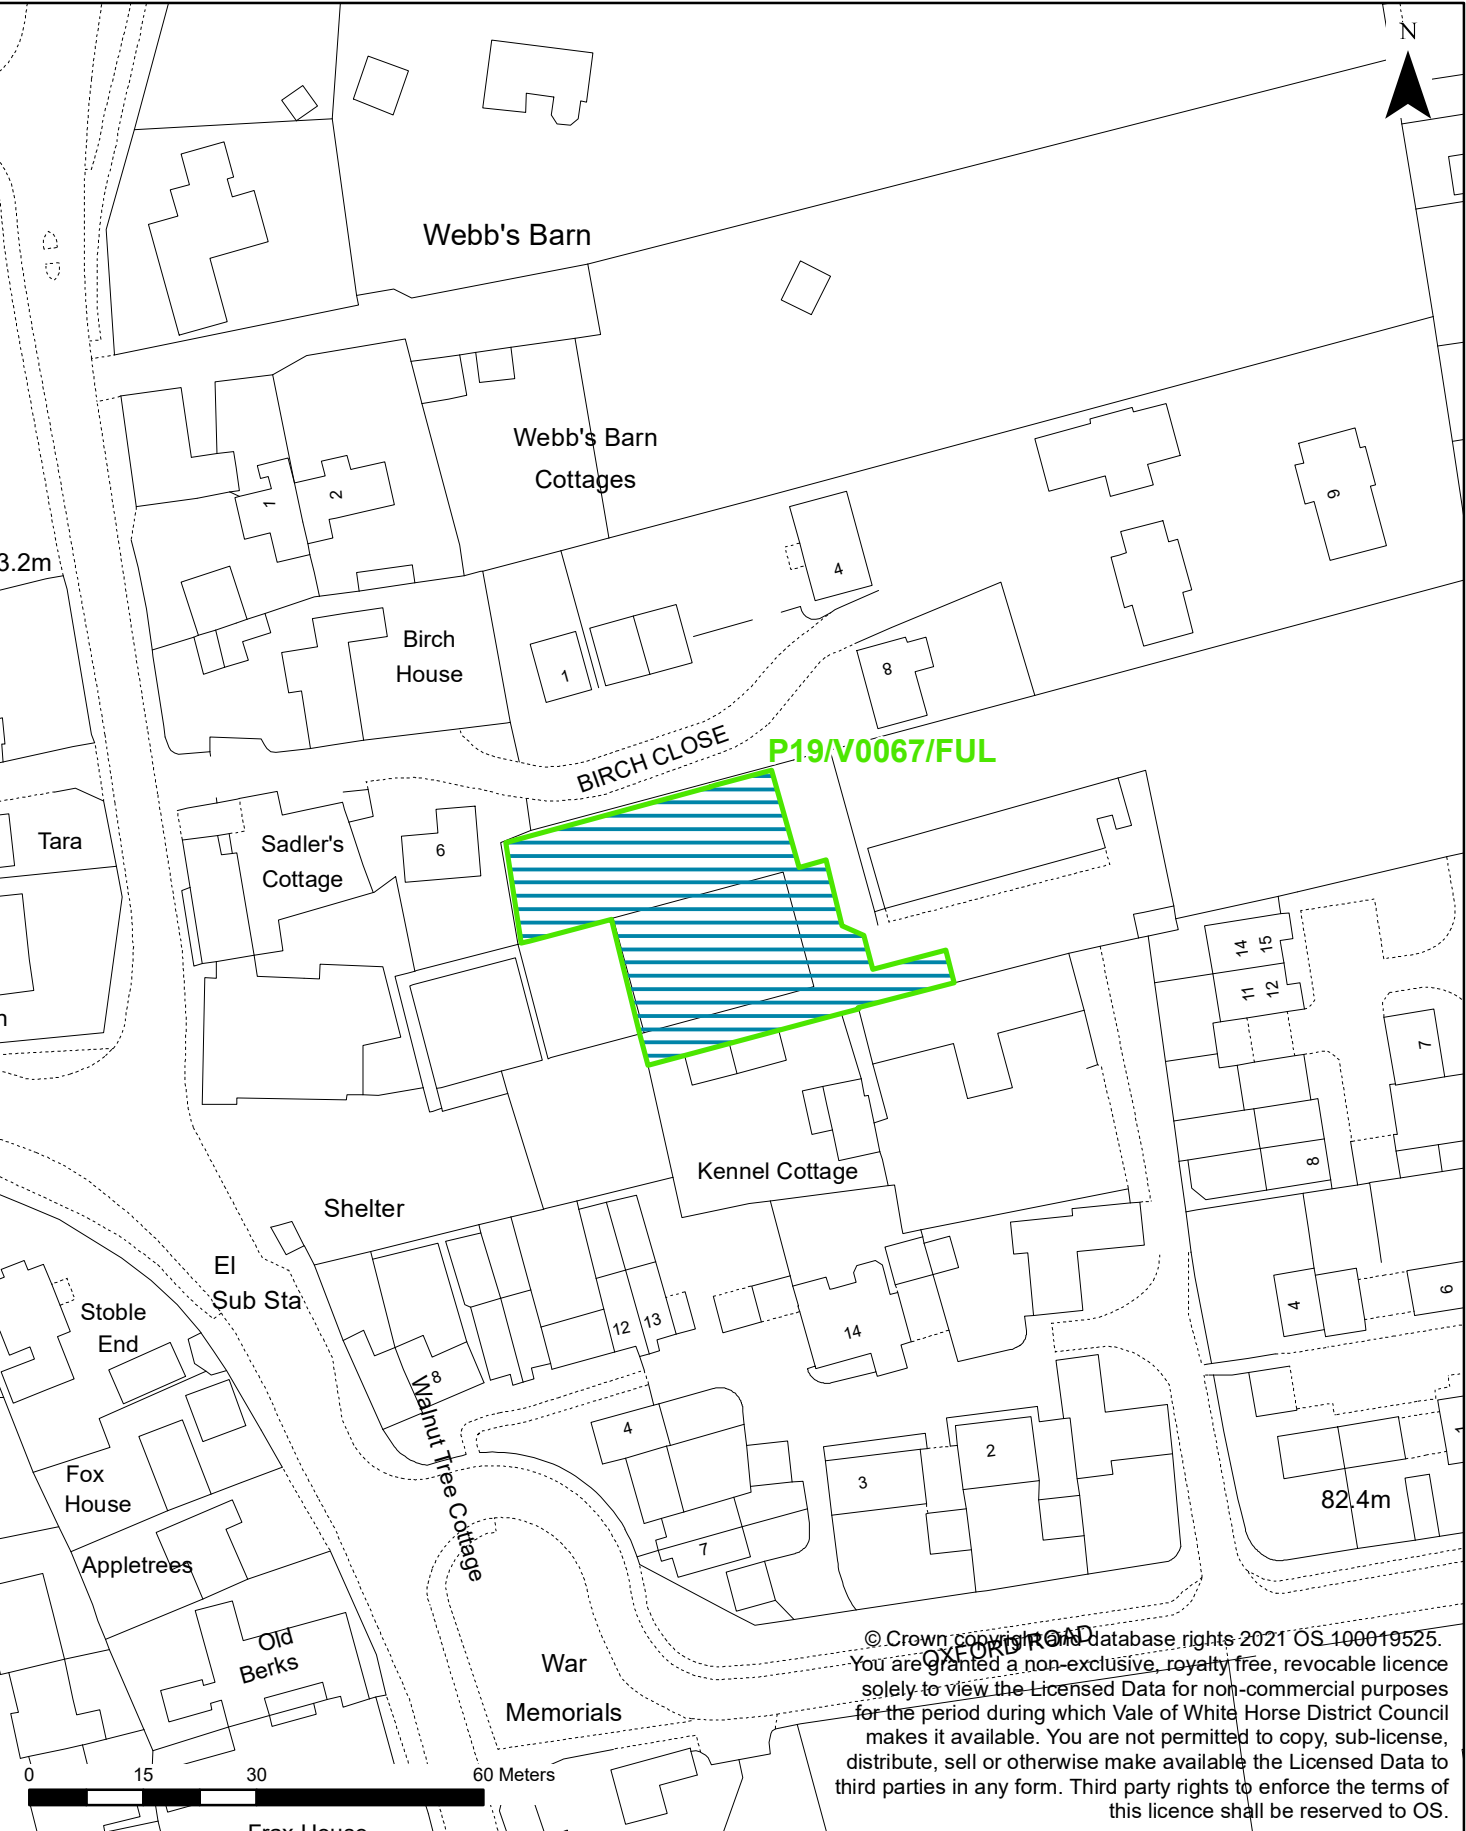 N
Webb's Barn
Webb's Barn
Cottages
1
2
9
4
3.2m
Birch
House
1
8
BIRCH CLOSE
P19/V0067/FUL
Tara
Sadler's
Cottage
6
14
15
11
12
7
Kennel Cottage
8
Shelter
El
Sub Sta
Stoble
End
12
13
14
4
6
8
Walnut Tree Cottage
4
3
2
1
Fox
House
82.4m
Appletrees
7
Old
Berks
War
Memorials
OXFORD ROAD
© Crown copyright and database rights 2021 OS 100019525.
You are granted a non-exclusive, royalty free, revocable licence
solely to view the Licensed Data for non-commercial purposes
for the period during which Vale of White Horse District Council
makes it available. You are not permitted to copy, sub-license,
distribute, sell or otherwise make available the Licensed Data to
third parties in any form. Third party rights to enforce the terms of
this licence shall be reserved to OS.
0 15 30 60 Meters